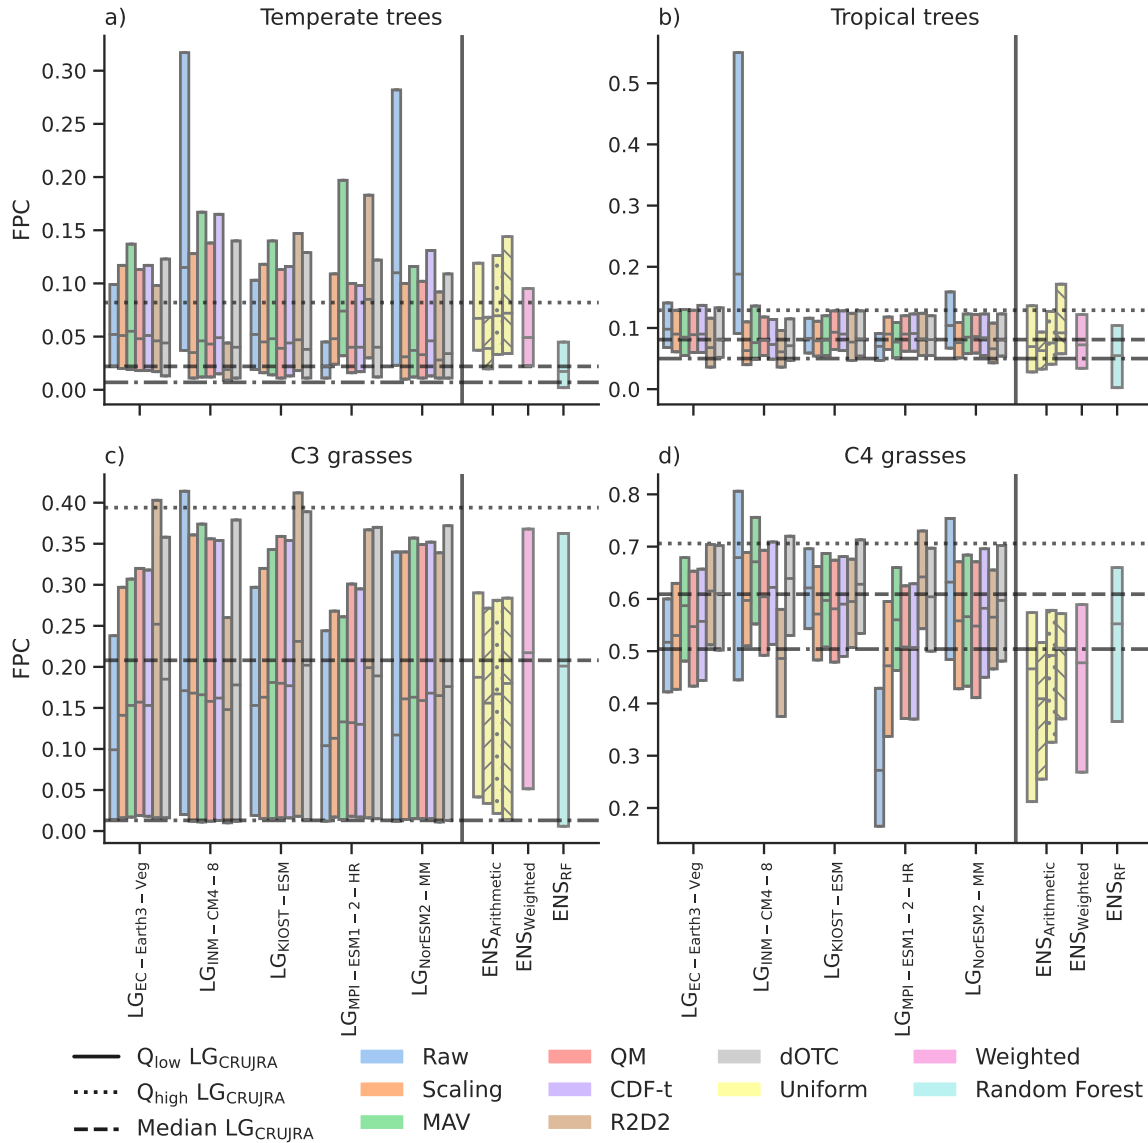 a) Temperate trees
b) Tropical trees
FPC
0.30
0.25
0.20
0.15
0.10
0.05
0.00
0.5
0.4
0.3
0.2
0.1
0.0
c) C3 grasses
d) C4 grasses
FPC
0.40
0.35
0.30
0.25
0.20
0.15
0.10
0.05
0.00
0.8
0.7
0.6
0.5
0.4
0.3
0.2
LG EC − Earth3 − Veg
LG INM − CM4 − 8
LG KIOST − ESM
LG MPI − ESM1 − 2 − HR
LG NorESM2 − MM
ENS Arithmetic
ENS Weighted
ENS RF
LG EC − Earth3 − Veg
LG INM − CM4 − 8
LG KIOST − ESM
LG MPI − ESM1 − 2 − HR
LG NorESM2 − MM
ENS Arithmetic
ENS Weighted
ENS RF
Q low LG CRUJRA
Q high LG CRUJRA
Median LG CRUJRA
Raw
Scaling
MAV
QM
CDF-t
R2D2
dOTC
Uniform
Weighted
Random Forest